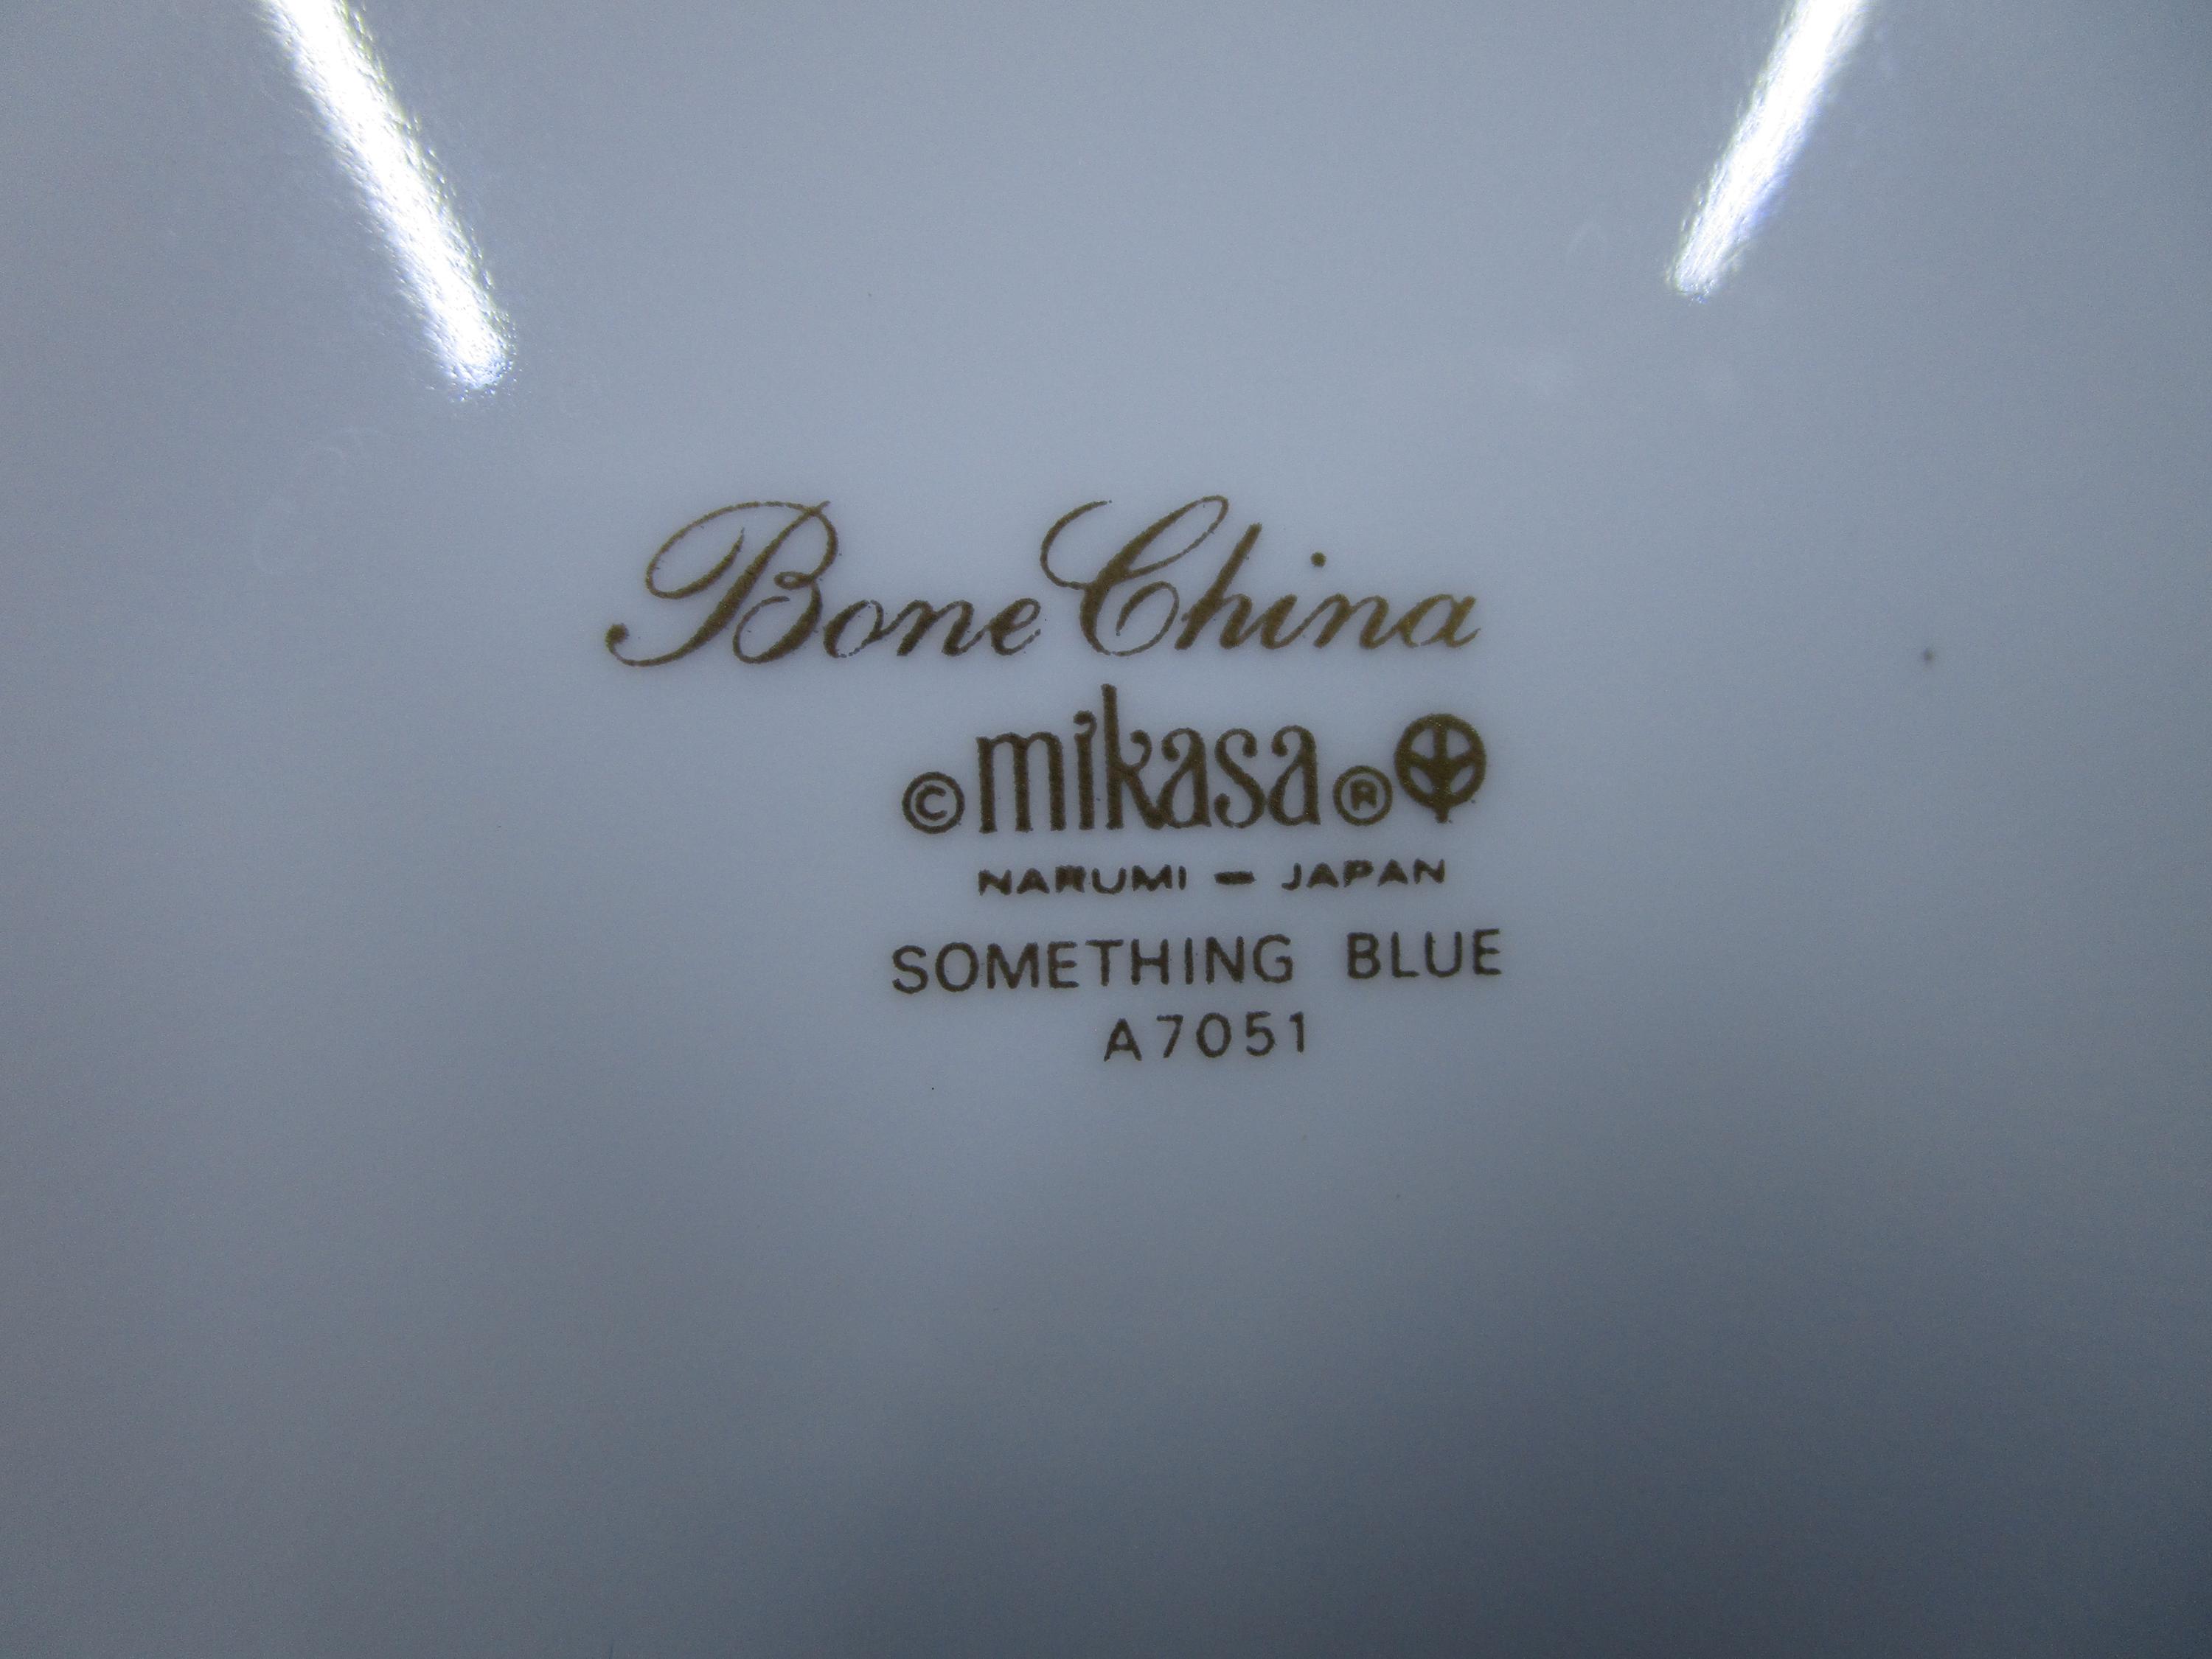 Bone China
© mikasa ®
NARUMI – JAPAN
SOMETHING BLUE
A7051